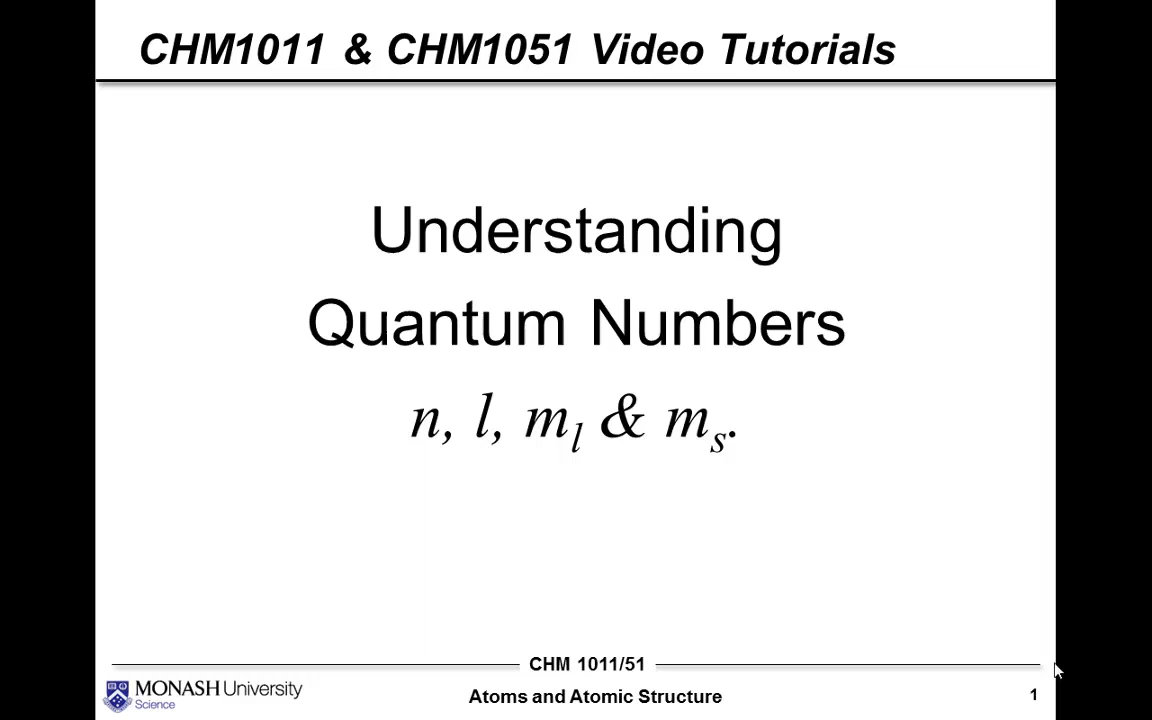 CHM1011 & CHM1051 Video Tutorials
Understanding
Quantum Numbers
n, l, mₗ & mₛ.
CHM 1011/51
MONASH University
Science
Atoms and Atomic Structure
1